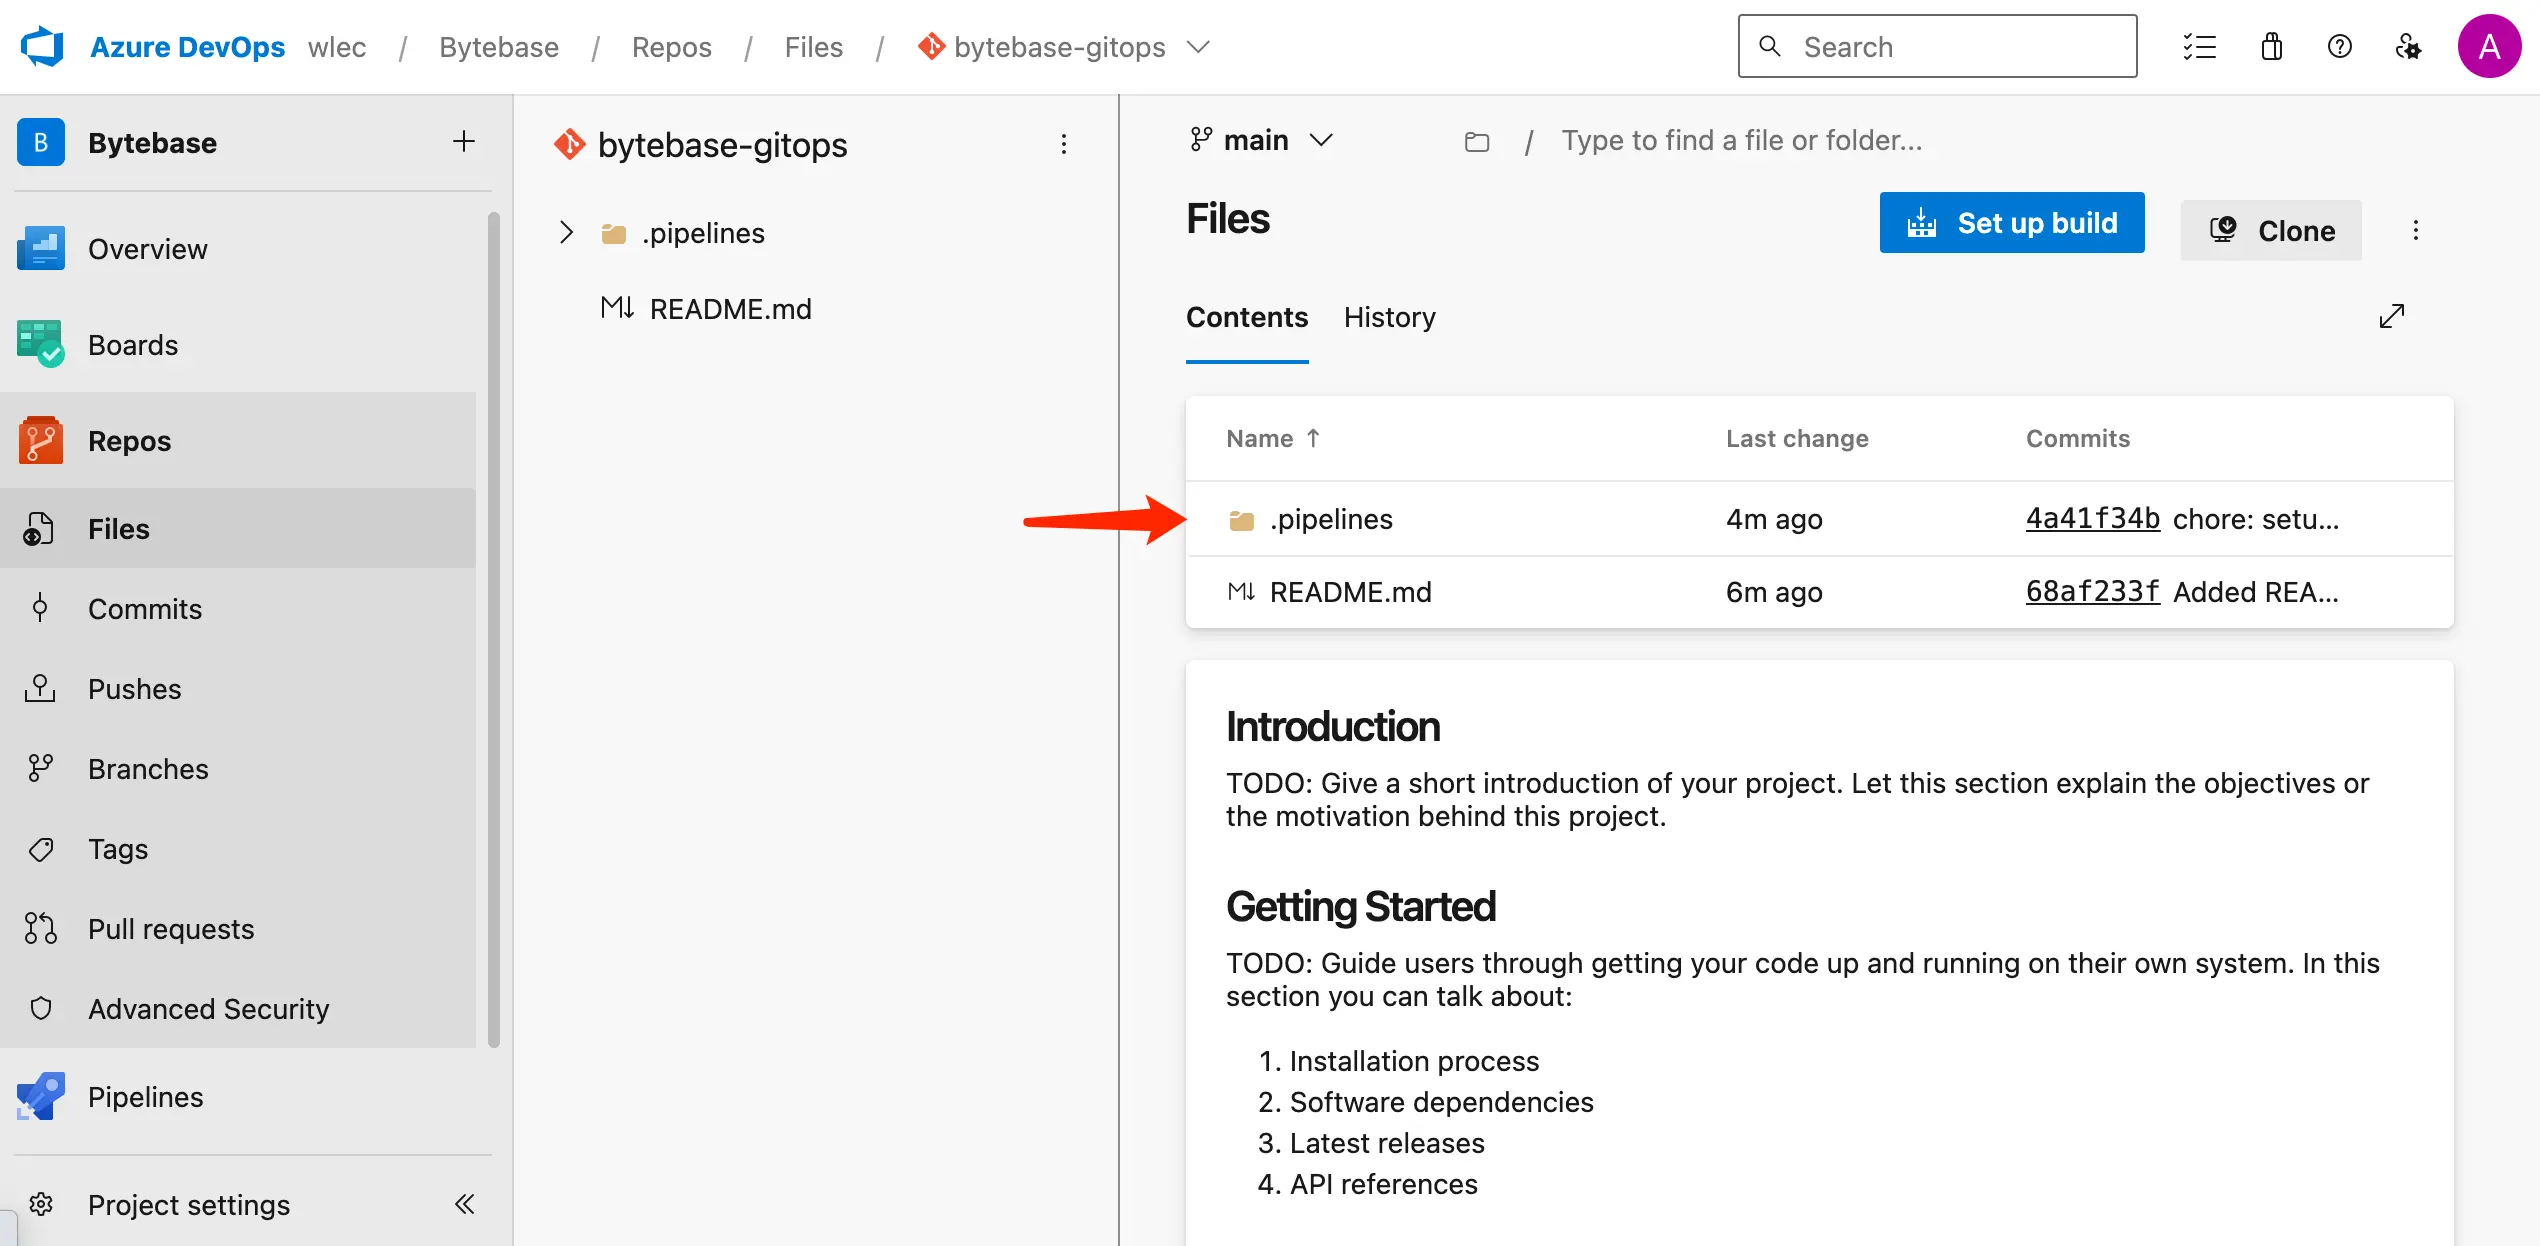 Azure DevOps wlec / Bytebase / Repos / Files / bytebase-gitops
Search
A
B Bytebase
Overview
Boards
Repos
Files
Commits
Pushes
Branches
Tags
Pull requests
Advanced Security
Pipelines
Project settings
bytebase-gitops
.pipelines
README.md
main
/ Type to find a file or folder...
Files
Set up build
Clone
Contents History
Name ↑ Last change Commits
.pipelines 4m ago 4a41f34b chore: setu...
README.md 6m ago 68af233f Added REA...
Introduction
TODO: Give a short introduction of your project. Let this section explain the objectives or
the motivation behind this project.
Getting Started
TODO: Guide users through getting your code up and running on their own system. In this
section you can talk about:
1. Installation process
2. Software dependencies
3. Latest releases
4. API references